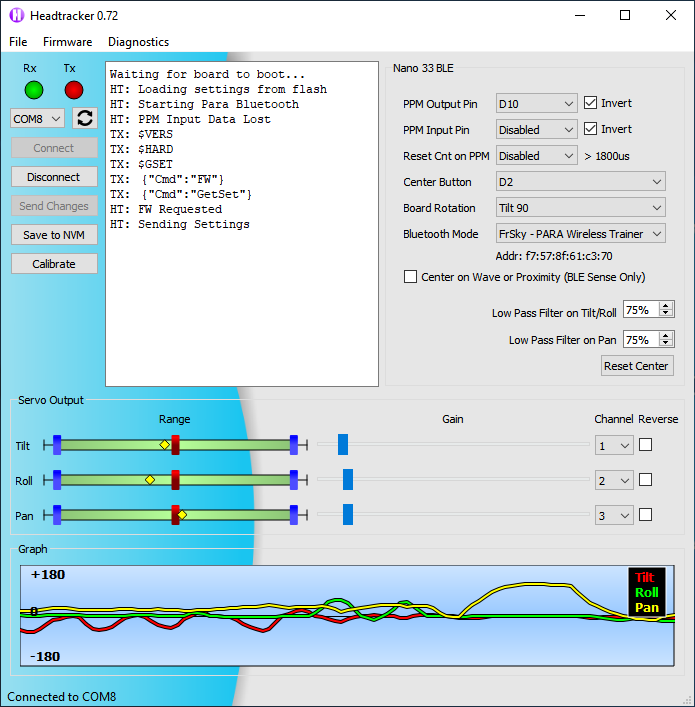 Headtracker 0.72
File Firmware Diagnostics
Rx Tx
COM8
Connect
Disconnect
Send Changes
Save to NVM
Calibrate
Waiting for board to boot...
HT: Loading settings from flash
HT: Starting Para Bluetooth
HT: PPM Input Data Lost
TX: $VERS
TX: $HARD
TX: $GSET
TX: {"Cmd":"FW"}
TX: {"Cmd":"GetSet"}
HT: FW Requested
HT: Sending Settings
Nano 33 BLE
PPM Output Pin D10 Invert
PPM Input Pin Disabled Invert
Reset Cnt on PPM Disabled > 1800us
Center Button D2
Board Rotation Tilt 90
Bluetooth Mode FrSky - PARA Wireless Trainer
Addr: f7:57:8f:61:c3:70
Center on Wave or Proximity (BLE Sense Only)
Low Pass Filter on Tilt/Roll 75%
Low Pass Filter on Pan 75%
Reset Center
Servo Output
Range Gain Channel Reverse
Tilt 1
Roll 2
Pan 3
Graph
+180
0
-180
Tilt
Roll
Pan
Connected to COM8